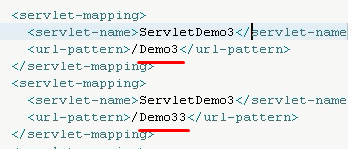 <servlet-mapping>
<servlet-name>ServletDemo3</servlet-name
<url-pattern>/Demo3</url-pattern>
</servlet-mapping>
<servlet-mapping>
<servlet-name>ServletDemo3</servlet-name>
<url-pattern>/Demo33</url-pattern>
</servlet-mapping>